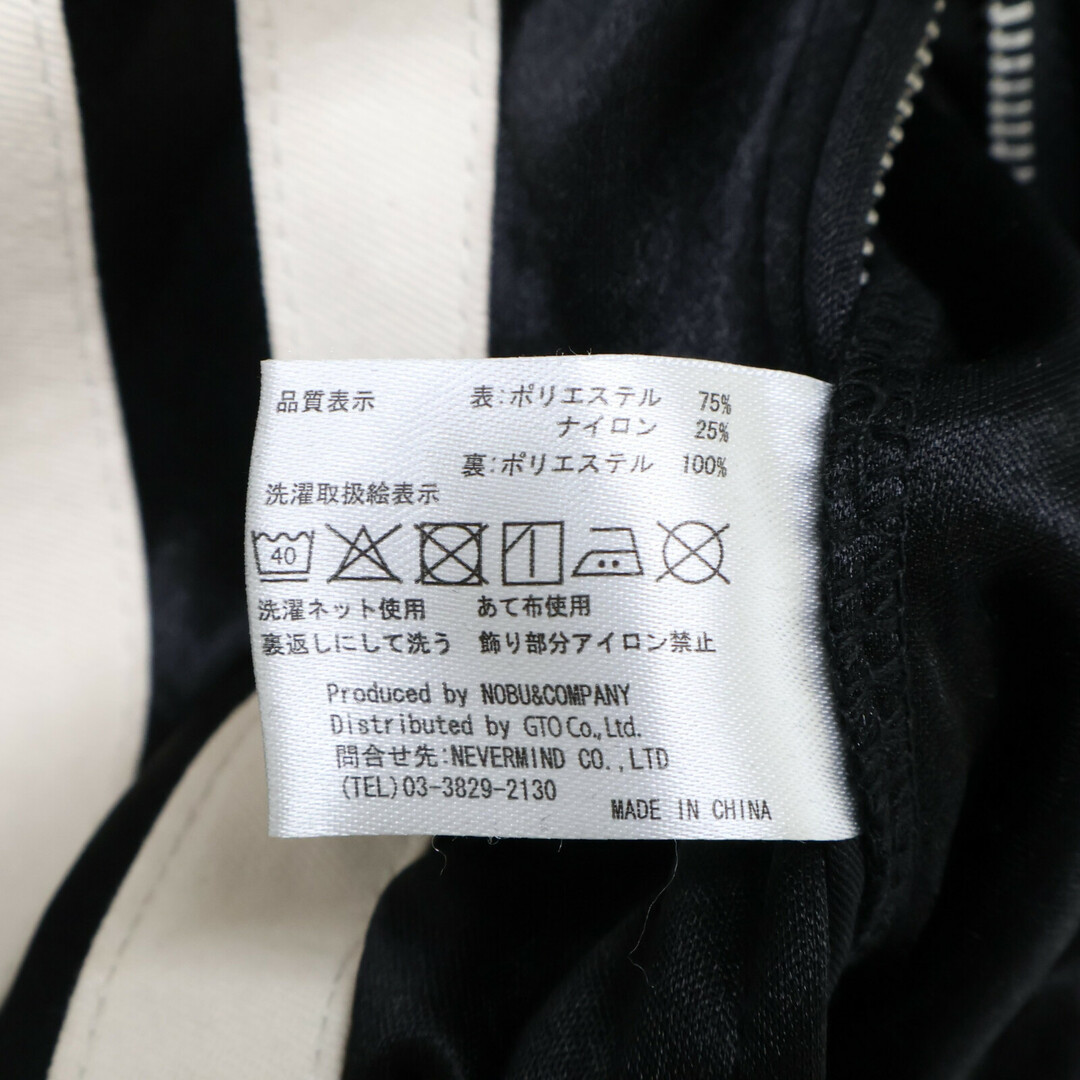 品質表示 表:ポリエステル 75%
ナイロン 25%
裏:ポリエステル 100%
洗濯取扱絵表示
40
洗濯ネット使用 あて布使用
裏返しにして洗う 飾り部分アイロン禁止
Produced by NOBU&COMPANY
Distributed by GTO Co., Ltd.
問合せ先:NEVERMIND CO.,LTD
(TEL)03-3829-2130
MADE IN CHINA